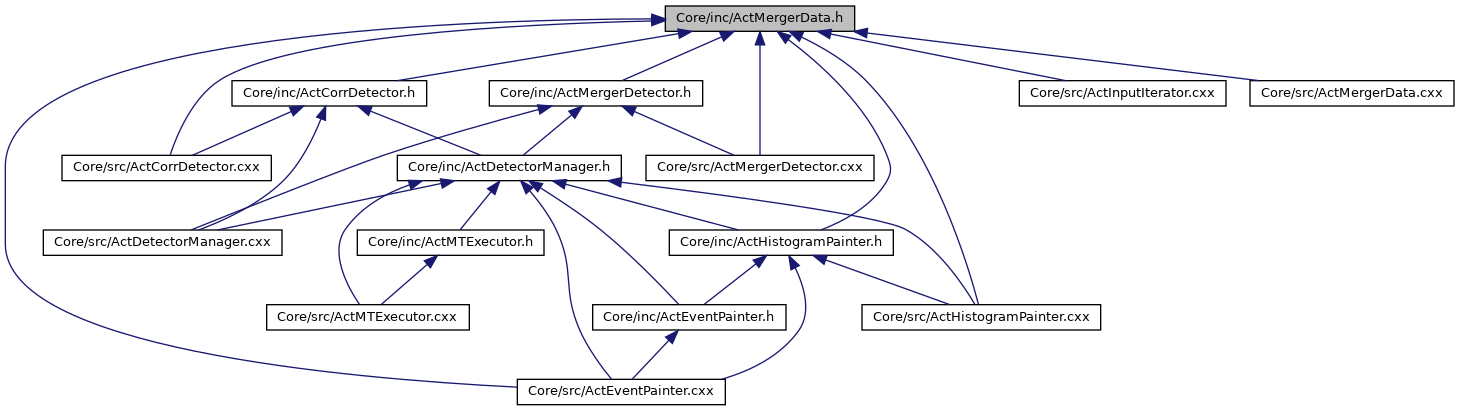 Core/inc/ActMergerData.h
Core/inc/ActCorrDetector.h
Core/inc/ActMergerDetector.h
Core/src/ActInputIterator.cxx
Core/src/ActMergerData.cxx
Core/src/ActCorrDetector.cxx
Core/inc/ActDetectorManager.h
Core/src/ActMergerDetector.cxx
Core/src/ActDetectorManager.cxx
Core/inc/ActMTExecutor.h
Core/inc/ActHistogramPainter.h
Core/src/ActMTExecutor.cxx
Core/inc/ActEventPainter.h
Core/src/ActHistogramPainter.cxx
Core/src/ActEventPainter.cxx